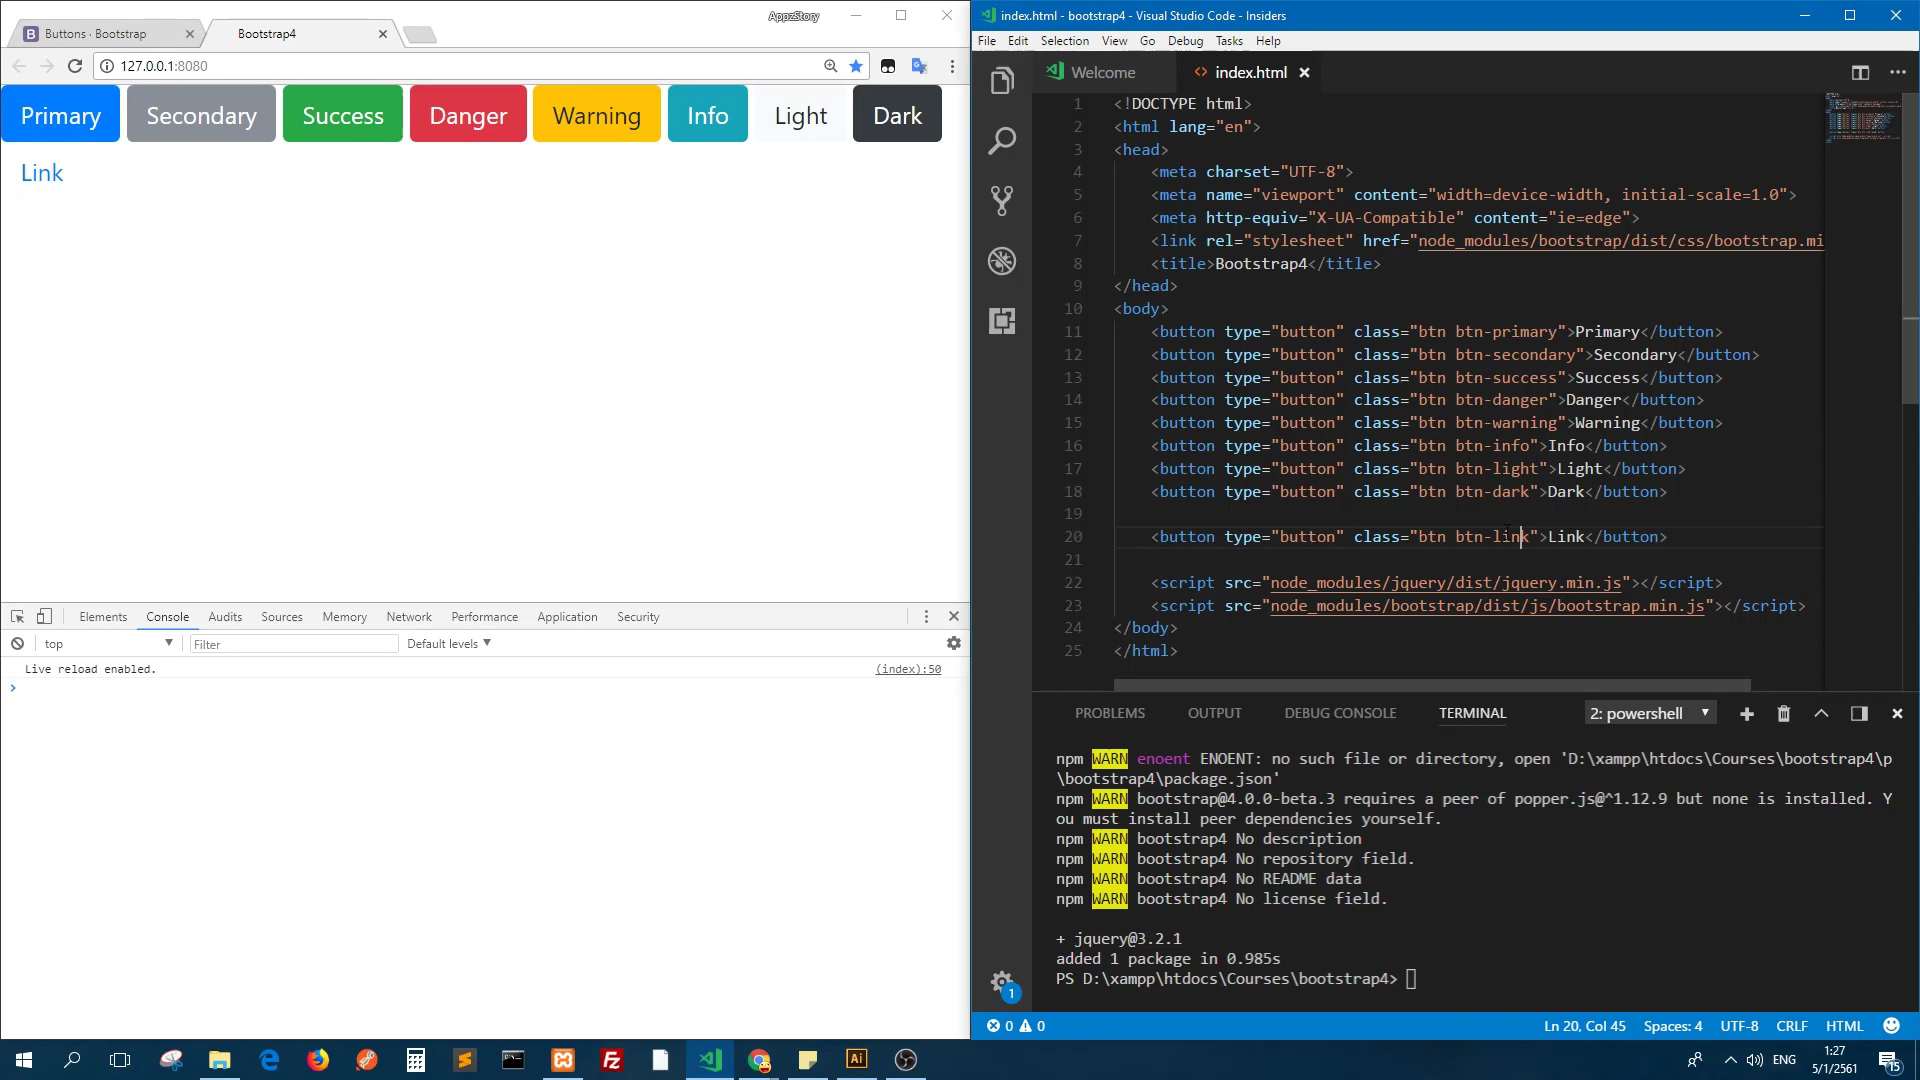 AppzStory
Buttons · Bootstrap
Bootstrap4
127.0.0.1:8080
Primary
Secondary
Success
Danger
Warning
Info
Light
Dark
Link
Elements
Console
Audits
Sources
Memory
Network
Performance
Application
Security
top
Filter
Default levels
Live reload enabled.
(index):50
>
index.html - bootstrap4 - Visual Studio Code - Insiders
File Edit Selection View Go Debug Tasks Help
Welcome
<> index.html
1 <!DOCTYPE html>
2 <html lang="en">
3 <head>
4 <meta charset="UTF-8">
5 <meta name="viewport" content="width=device-width, initial-scale=1.0">
6 <meta http-equiv="X-UA-Compatible" content="ie=edge">
7 <link rel="stylesheet" href="node_modules/bootstrap/dist/css/bootstrap.mi
8 <title>Bootstrap4</title>
9 </head>
10 <body>
11 <button type="button" class="btn btn-primary">Primary</button>
12 <button type="button" class="btn btn-secondary">Secondary</button>
13 <button type="button" class="btn btn-success">Success</button>
14 <button type="button" class="btn btn-danger">Danger</button>
15 <button type="button" class="btn btn-warning">Warning</button>
16 <button type="button" class="btn btn-info">Info</button>
17 <button type="button" class="btn btn-light">Light</button>
18 <button type="button" class="btn btn-dark">Dark</button>
19
20 <button type="button" class="btn btn-link">Link</button>
21
22 <script src="node_modules/jquery/dist/jquery.min.js"></script>
23 <script src="node_modules/bootstrap/dist/js/bootstrap.min.js"></script>
24 </body>
25 </html>
PROBLEMS OUTPUT DEBUG CONSOLE TERMINAL
2: powershell
npm WARN enoent ENOENT: no such file or directory, open 'D:\xampp\htdocs\Courses\bootstrap4\p
\bootstrap4\package.json'
npm WARN bootstrap@4.0.0-beta.3 requires a peer of popper.js@^1.12.9 but none is installed. Y
ou must install peer dependencies yourself.
npm WARN bootstrap4 No description
npm WARN bootstrap4 No repository field.
npm WARN bootstrap4 No README data
npm WARN bootstrap4 No license field.
+ jquery@3.2.1
added 1 package in 0.985s
PS D:\xampp\htdocs\Courses\bootstrap4>
1
0 0
Ln 20, Col 45
Spaces: 4
UTF-8
CRLF
HTML
Fz
Ai
ENG
1:27
5/1/2561
15